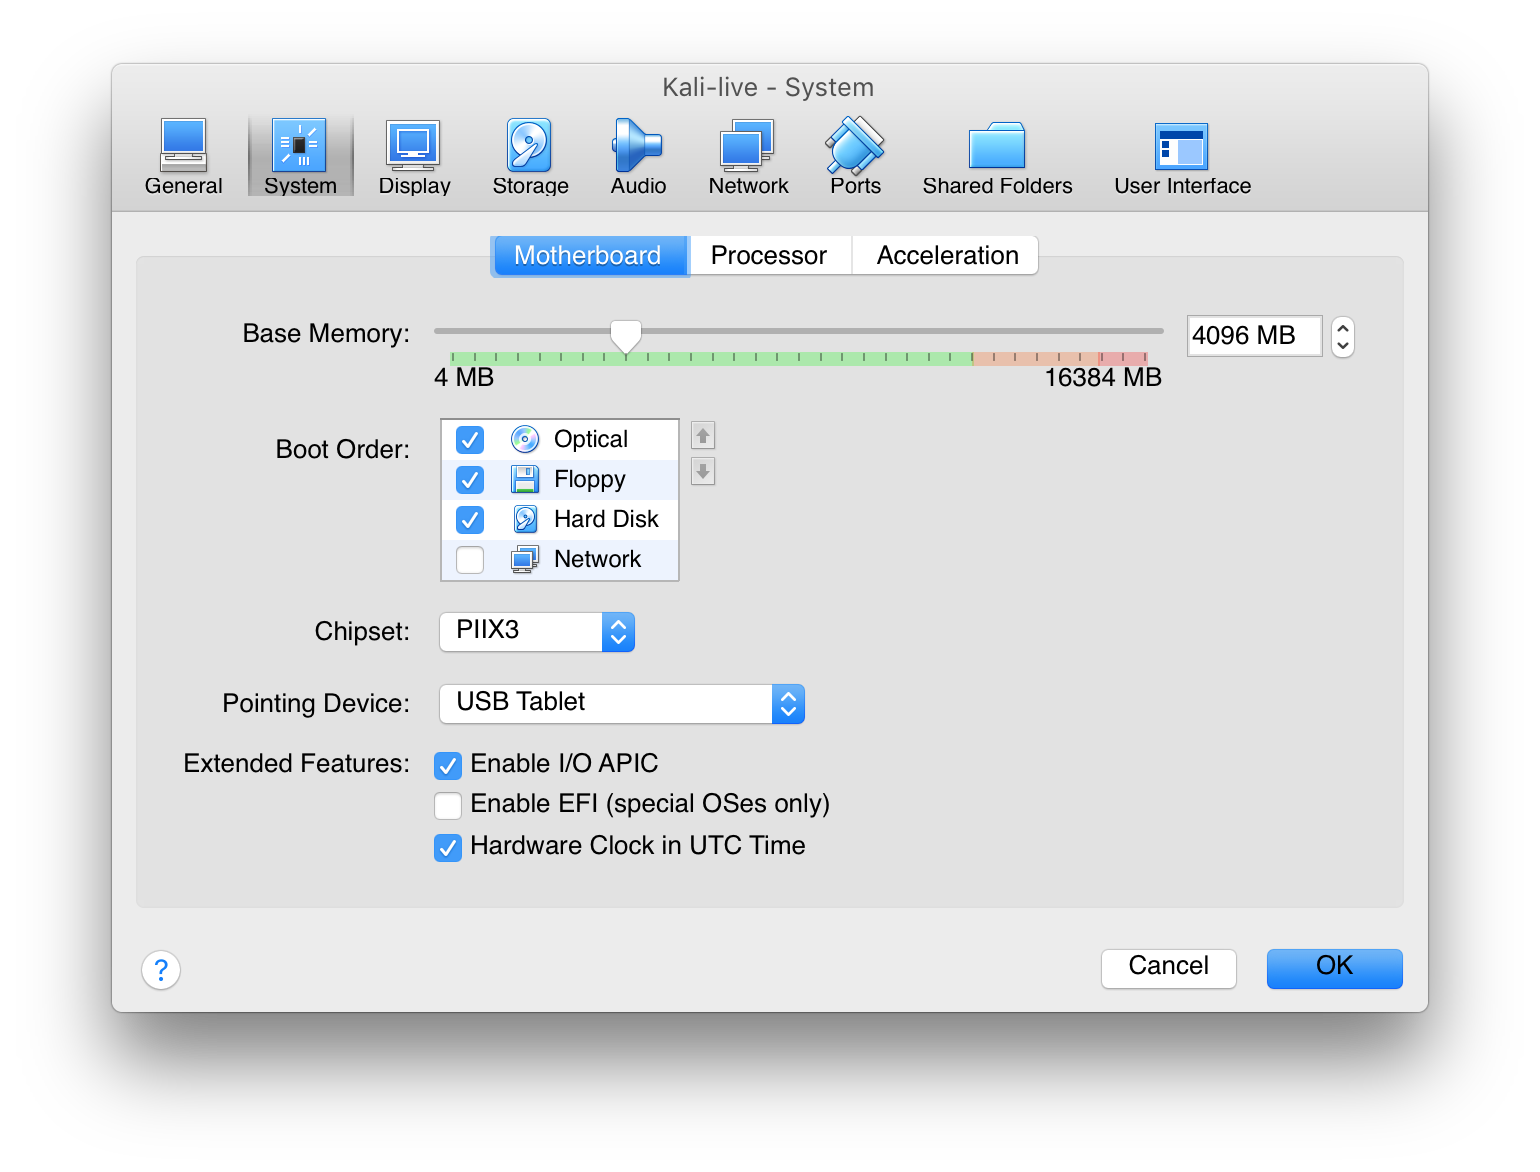 Kali-live - System
General System Display Storage Audio Network Ports Shared Folders User Interface
Motherboard Processor Acceleration
Base Memory: 4096 MB
4 MB 16384 MB
Boot Order:
Optical
Floppy
Hard Disk
Network
Chipset: PIIX3
Pointing Device: USB Tablet
Extended Features: Enable I/O APIC
Enable EFI (special OSes only)
Hardware Clock in UTC Time
? Cancel OK